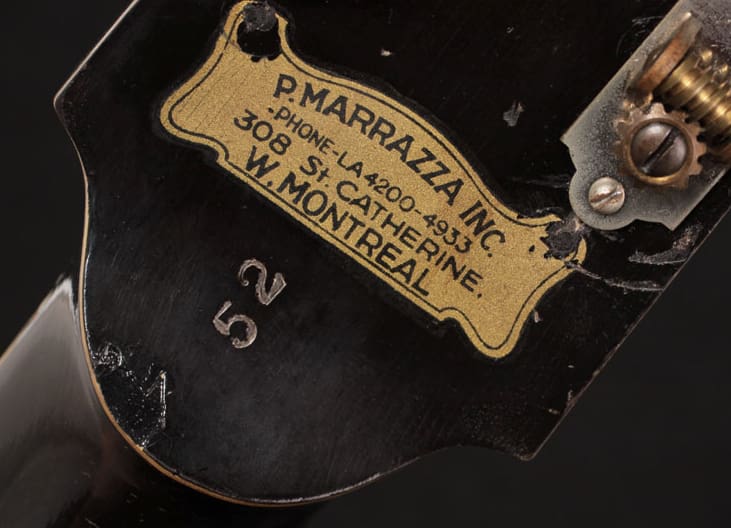 P. MARRAZZA INC.
-PHONE-LA 4200-4933
308 St. CATHERINE.
W. MONTREAL
52